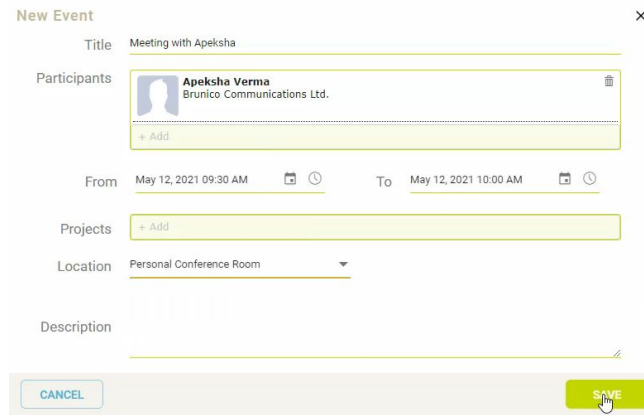 New Event
Title Meeting with Apeksha
Participants
Apeksha Verma
Brunico Communications Ltd.
+ Add
From May 12, 2021 09:30 AM To May 12, 2021 10:00 AM
Projects + Add
Location Personal Conference Room
Description
CANCEL SAVE